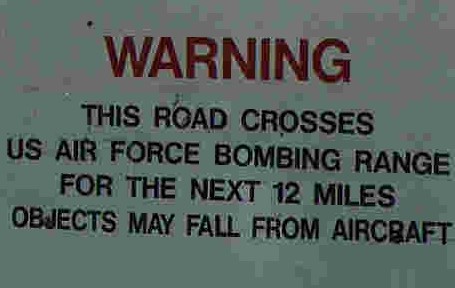 WARNING
THIS ROAD CROSSES
US AIR FORCE BOMBING RANGE
FOR THE NEXT 12 MILES
OBJECTS MAY FALL FROM AIRCRAFT